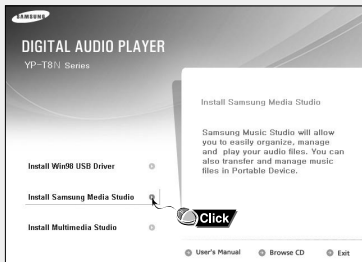 SAMSUNG
DIGITAL AUDIO PLAYER
YP-T8N Series
Install Samsung Media Studio
Samsung Music Studio will allow
you to easily organize, manage
and play your audio files. You can
also transfer and manage music
files in Portable Device.
Install Win98 USB Driver
Install Samsung Media Studio
Click
Install Multimedia Studio
User's Manual
Browse CD
Exit